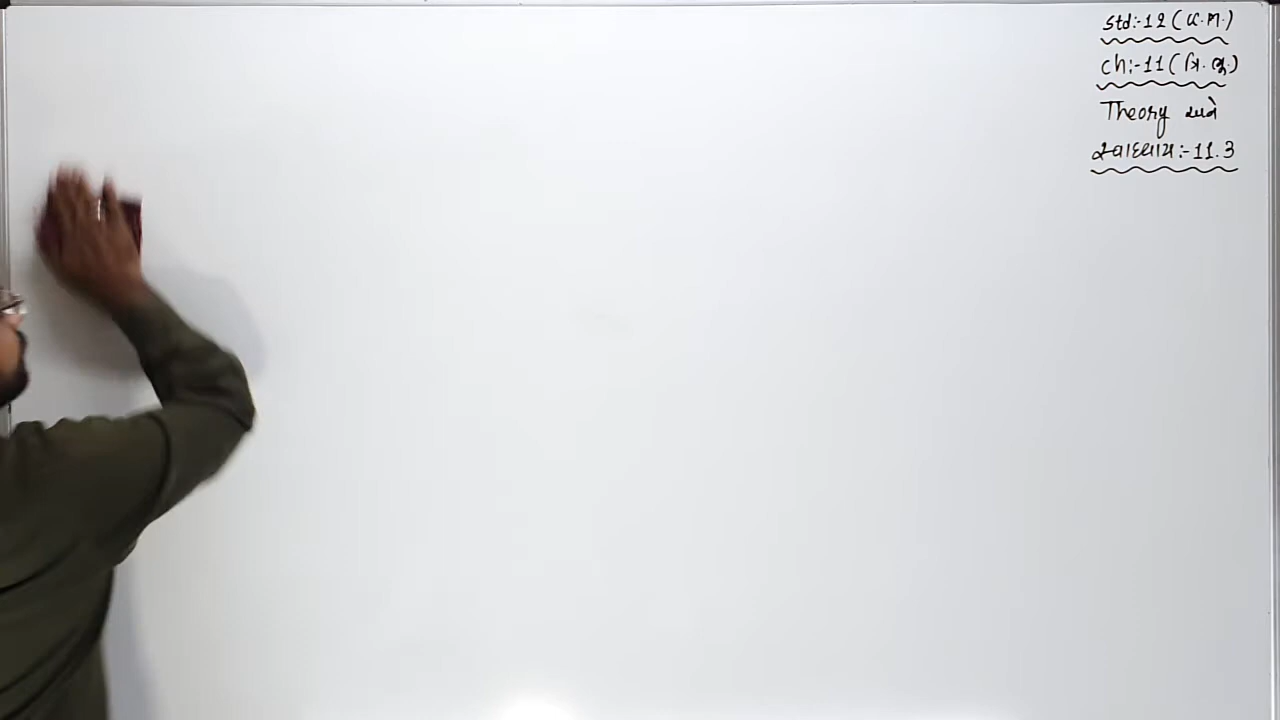 Std:-12 (ગુ.મ.)
ch:-11 (ત્રિ. ભૂ.)
Theory અને
સ્વાધ્યાય:-11.3